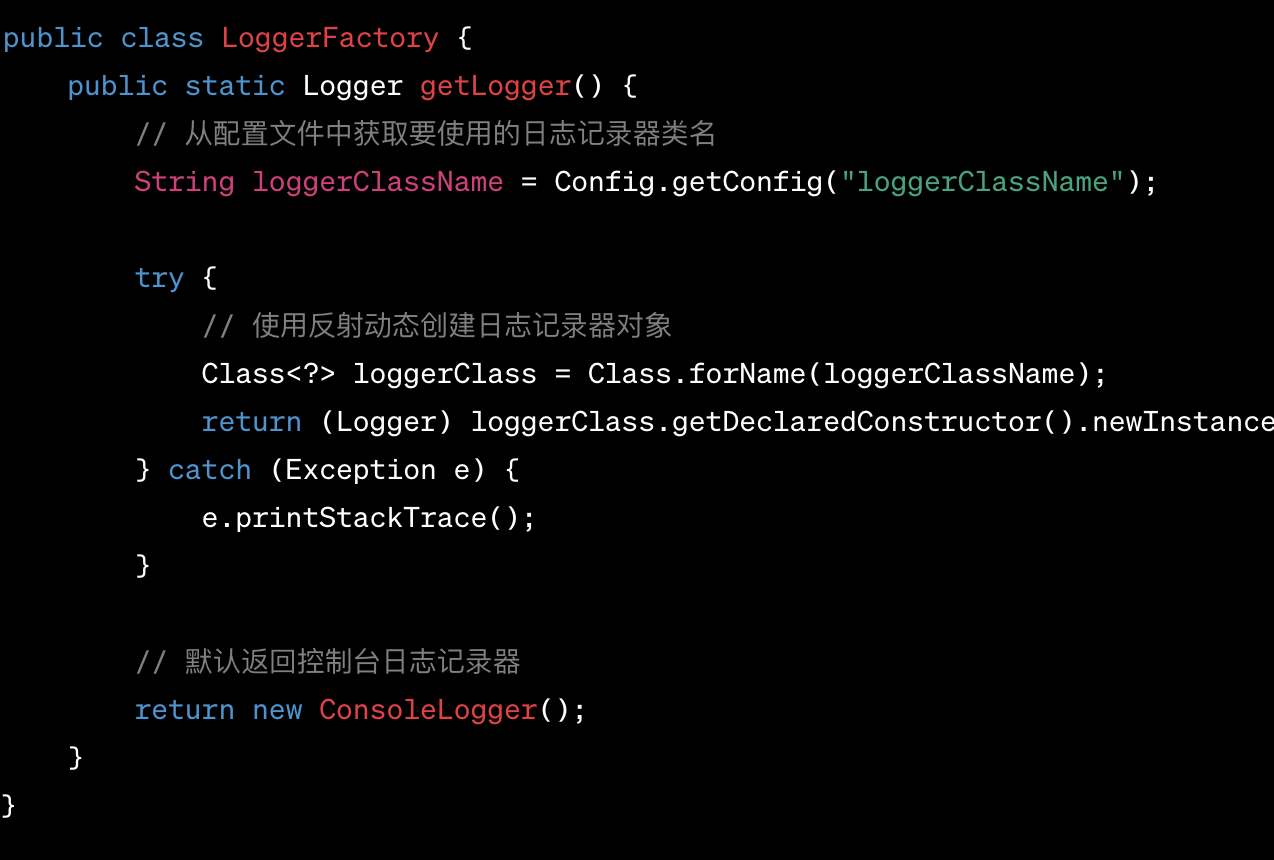 public class LoggerFactory {
    public static Logger getLogger() {
        // 从配置文件中获取要使用的日志记录器类名
        String loggerClassName = Config.getConfig("loggerClassName");
        try {
            // 使用反射动态创建日志记录器对象
            Class<?> loggerClass = Class.forName(loggerClassName);
            return (Logger) loggerClass.getDeclaredConstructor().newInstance
        } catch (Exception e) {
            e.printStackTrace();
        }
        // 默认返回控制台日志记录器
        return new ConsoleLogger();
    }
}